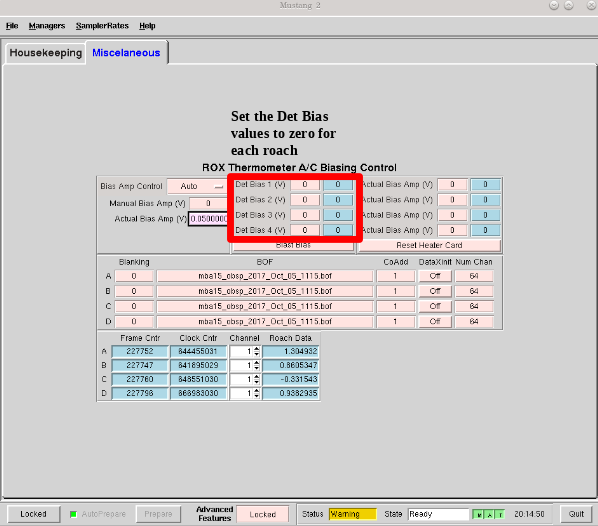 Mustang 2
File Managers SamplerRates Help
Housekeeping Miscelaneous
Set the Det Bias
values to zero for
each roach
ROX Thermometer A/C Biasing Control
Bias Amp Control Auto Det Bias 1 (V) 0 0 Actual Bias Amp (V) 0 0
Manual Bias Amp (V) 0 Det Bias 2 (V) 0 0 Actual Bias Amp (V) 0 0
Actual Bias Amp (V) 0.0500000 Det Bias 3 (V) 0 0 Actual Bias Amp (V) 0 0
Det Bias 4 (V) 0 0 Actual Bias Amp (V) 0 0
Blast Bias Reset Heater Card
Blanking BOF CoAdd DataXinit Num Chan
A 0 mba15_obsp_2017_Oct_05_1115.bof 1 Off 64
B 0 mba15_obsp_2017_Oct_05_1115.bof 1 Off 64
C 0 mba15_obsp_2017_Oct_05_1115.bof 1 Off 64
D 0 mba15_obsp_2017_Oct_05_1115.bof 1 Off 64
Frame Cntr Clock Cntr Channel Roach Data
A 227752 644455031 1 1.304932
B 227747 641895029 1 0.6605347
C 227760 648551030 1 -0.331543
D 227796 666983030 1 0.9382935
Locked AutoPrepare Prepare Advanced Features Locked Status Warning State Ready M A T 20:14:50 Quit